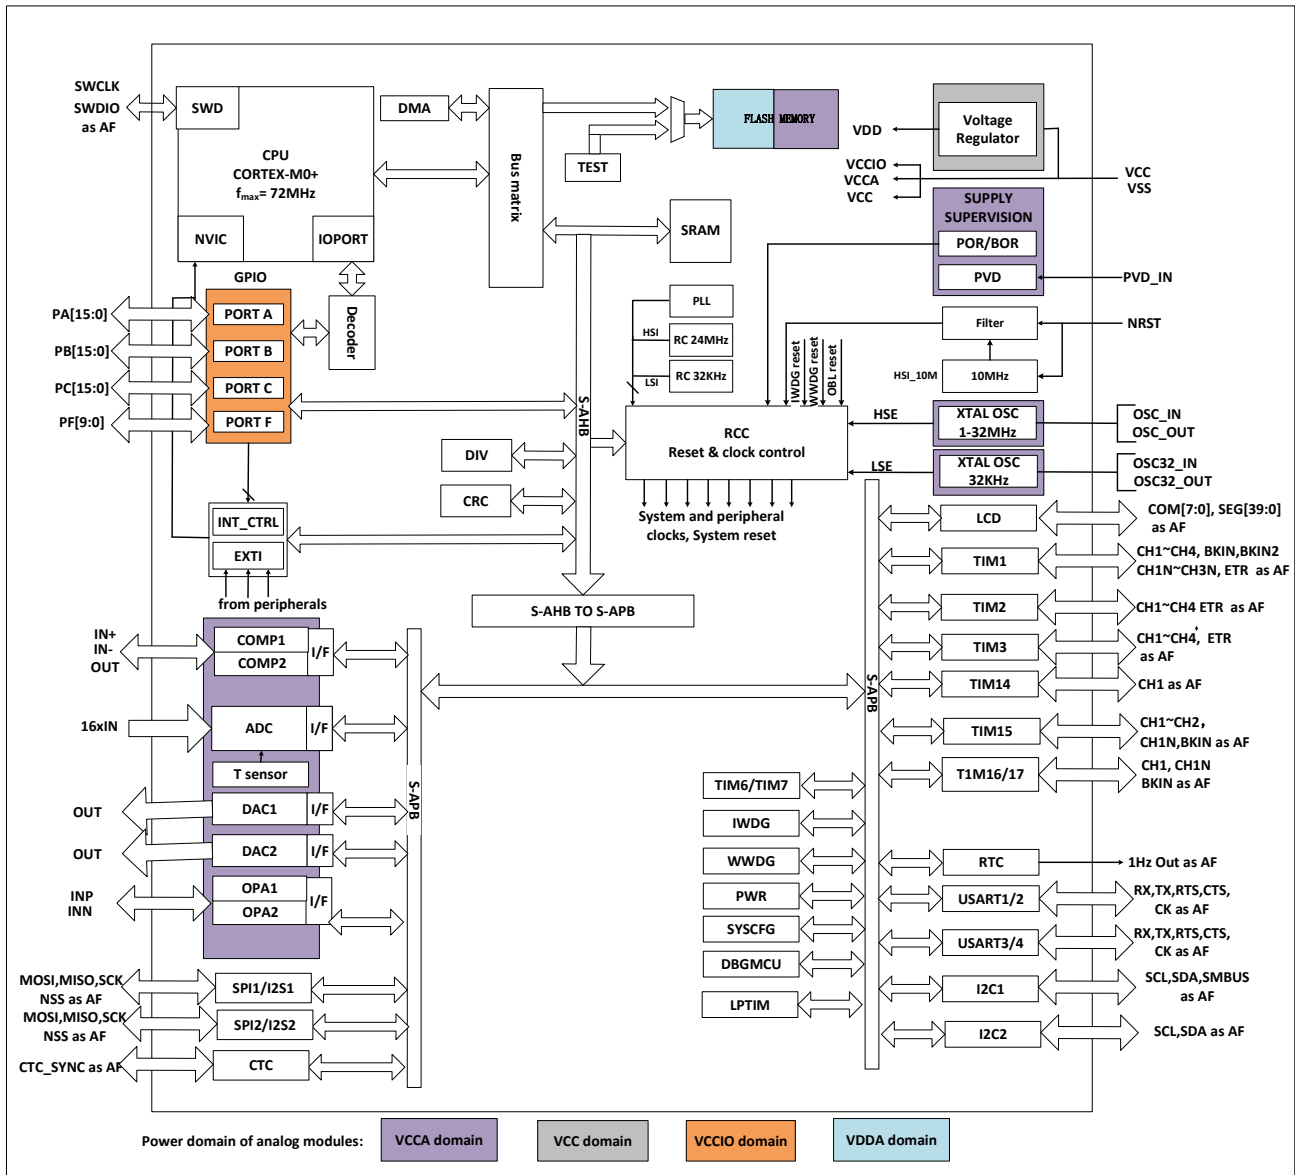 SWCLK
SWDIO
as AF
SWD
CPU
CORTEX-M0+
fmax= 72MHz
NVIC
IOPORT
DMA
Bus matrix
TEST
FLASH MEMORY
Voltage
Regulator
VDD
VCCIO
VCCA
VCC
VCC
VSS
SUPPLY
SUPERVISION
POR/BOR
PVD
PVD_IN
SRAM
GPIO
PORT A
PORT B
PORT C
PORT F
PA[15:0]
PB[15:0]
PC[15:0]
PF[9:0]
Decoder
PLL
HSI
RC 24MHz
RC 32KHz
LSI
IWDG reset
WWDG reset
OBL reset
Filter
NRST
HSI_10M
10MHz
S-AHB
RCC
Reset & clock control
HSE
XTAL OSC
1-32MHz
OSC_IN
OSC_OUT
LSE
XTAL OSC
32KHz
OSC32_IN
OSC32_OUT
DIV
CRC
System and peripheral
clocks, System reset
INT_CTRL
EXTI
from peripherals
S-AHB TO S-APB
IN+
IN-
OUT
COMP1
COMP2
I/F
16xIN
ADC
I/F
T sensor
OUT
DAC1
I/F
OUT
DAC2
I/F
INP
INN
OPA1
OPA2
I/F
S-APB
MOSI,MISO,SCK
NSS as AF
SPI1/I2S1
MOSI,MISO,SCK
NSS as AF
SPI2/I2S2
CTC_SYNC as AF
CTC
S-APB
TIM6/TIM7
IWDG
WWDG
PWR
SYSCFG
DBGMCU
LPTIM
LCD
COM[7:0], SEG[39:0]
as AF
TIM1
CH1~CH4, BKIN,BKIN2
CH1N~CH3N, ETR as AF
TIM2
CH1~CH4 ETR as AF
TIM3
CH1~CH4, ETR
as AF
TIM14
CH1 as AF
TIM15
CH1~CH2,
CH1N,BKIN as AF
T1M16/17
CH1, CH1N
BKIN as AF
RTC
1Hz Out as AF
USART1/2
RX,TX,RTS,CTS,
CK as AF
USART3/4
RX,TX,RTS,CTS,
CK as AF
I2C1
SCL,SDA,SMBUS
as AF
I2C2
SCL,SDA as AF
Power domain of analog modules:
VCCA domain
VCC domain
VCCIO domain
VDDA domain